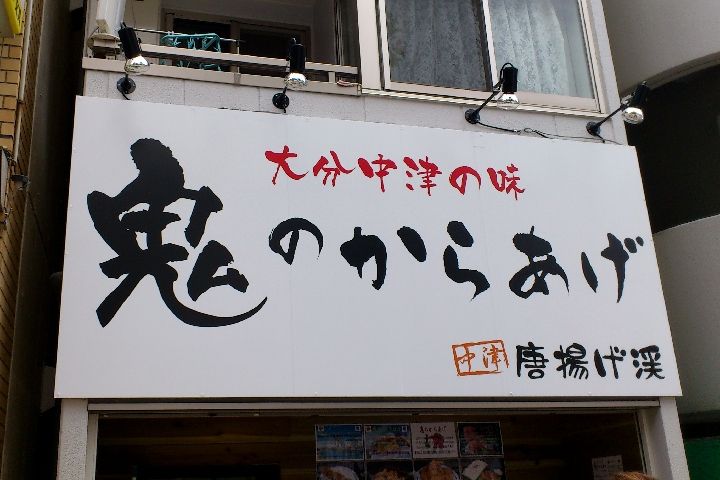 大分中津の味
鬼のからあげ
中津 唐揚げ渓